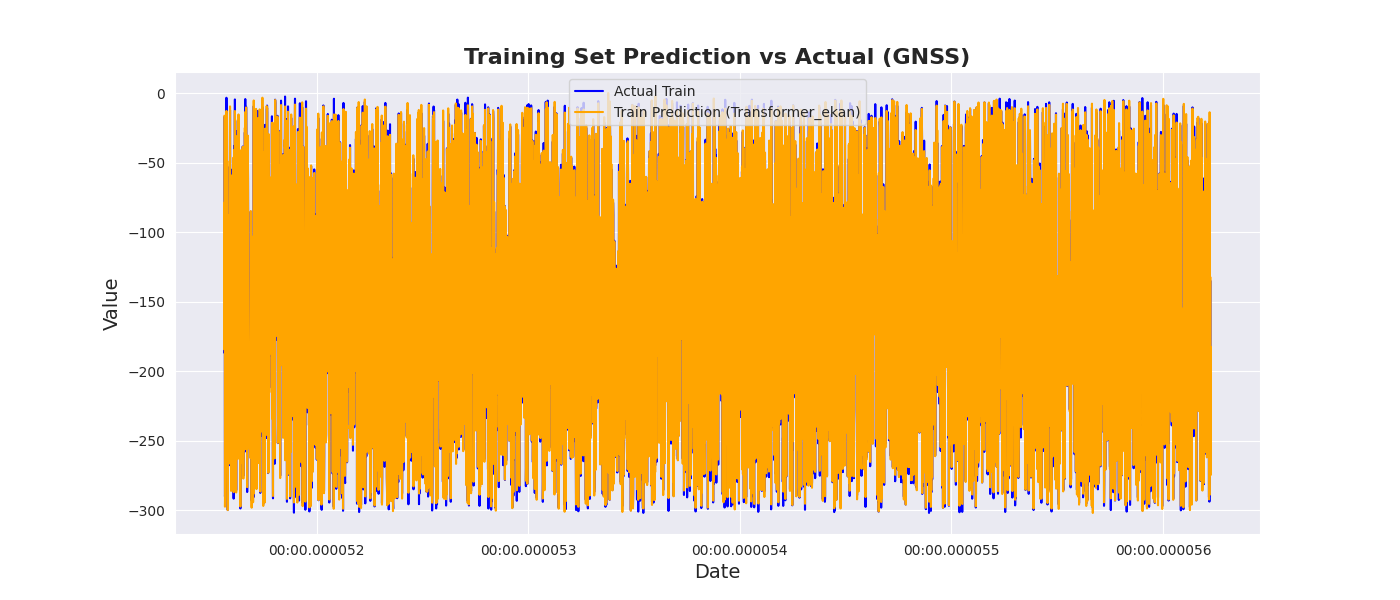 Training Set Prediction vs Actual (GNSS)
Actual Train
Train Prediction (Transformer_ekan)
Value
0
−50
−100
−150
−200
−250
−300
00:00.000052
00:00.000053
00:00.000054
00:00.000055
00:00.000056
Date